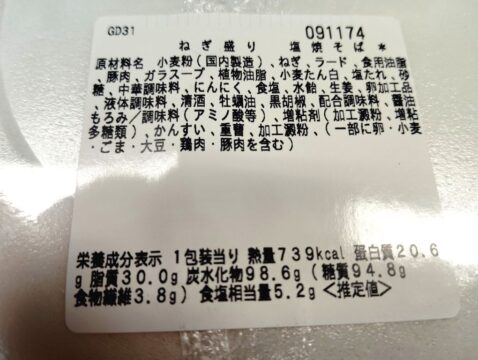 GD31 091174
ねぎ盛り 塩焼そば*
原材料名 小麦粉(国内製造)、ねぎ、ラード、食用油脂
、豚肉、ガラスープ、植物油脂、小麦たん白、塩たれ、砂
糖、中華調味料、にんにく、食塩、水飴、生姜、卵加工品
、液体調味料、清酒、牡蠣油、黒胡椒、配合調味料、醤油
もろみ/調味料(アミノ酸等)、増粘剤(加工澱粉、増粘
多糖類)、かんすい、重曹、加工澱粉、(一部に卵・小麦
・ごま・大豆・鶏肉・豚肉を含む)
栄養成分表示 1包装当り 熱量739kcal 蛋白質20.6
g 脂質30.0g 炭水化物98.6g(糖質94.8g
食物繊維3.8g) 食塩相当量5.2g <推定値>